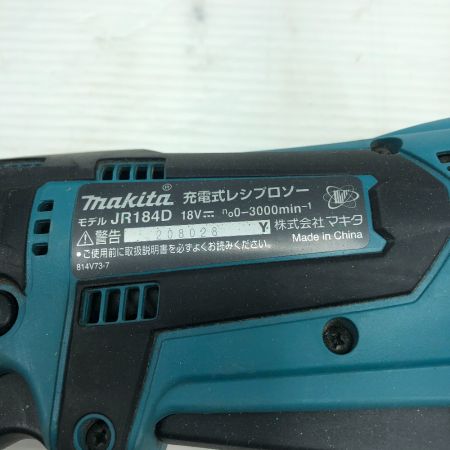 makita® 充電式レシプロソー
モデル JR184D 18V⎓ n₀0-3000min⁻¹
⚠警告 208028 Y 株式会社マキタ
•ご使用前に取扱説明書を必ずよくお読みください。 Made in China
814V73-7